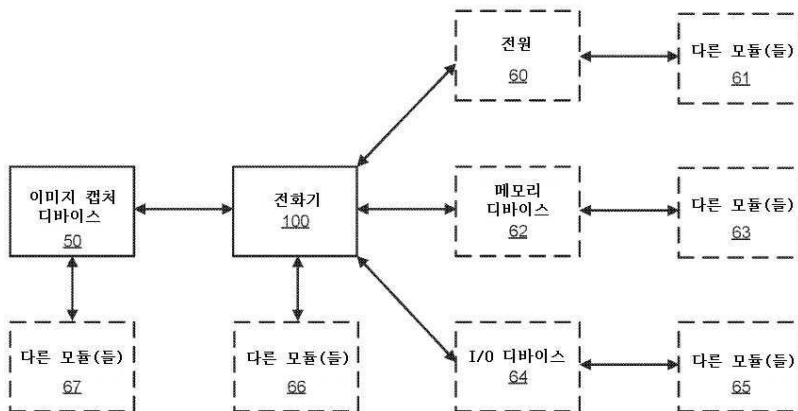 전원
60
다른 모듈(들)
61
이미지 캡처
디바이스
50
전화기
100
메모리
디바이스
62
다른 모듈(들)
63
다른 모듈(들)
67
다른 모듈(들)
66
I/O 디바이스
64
다른 모듈(들)
65